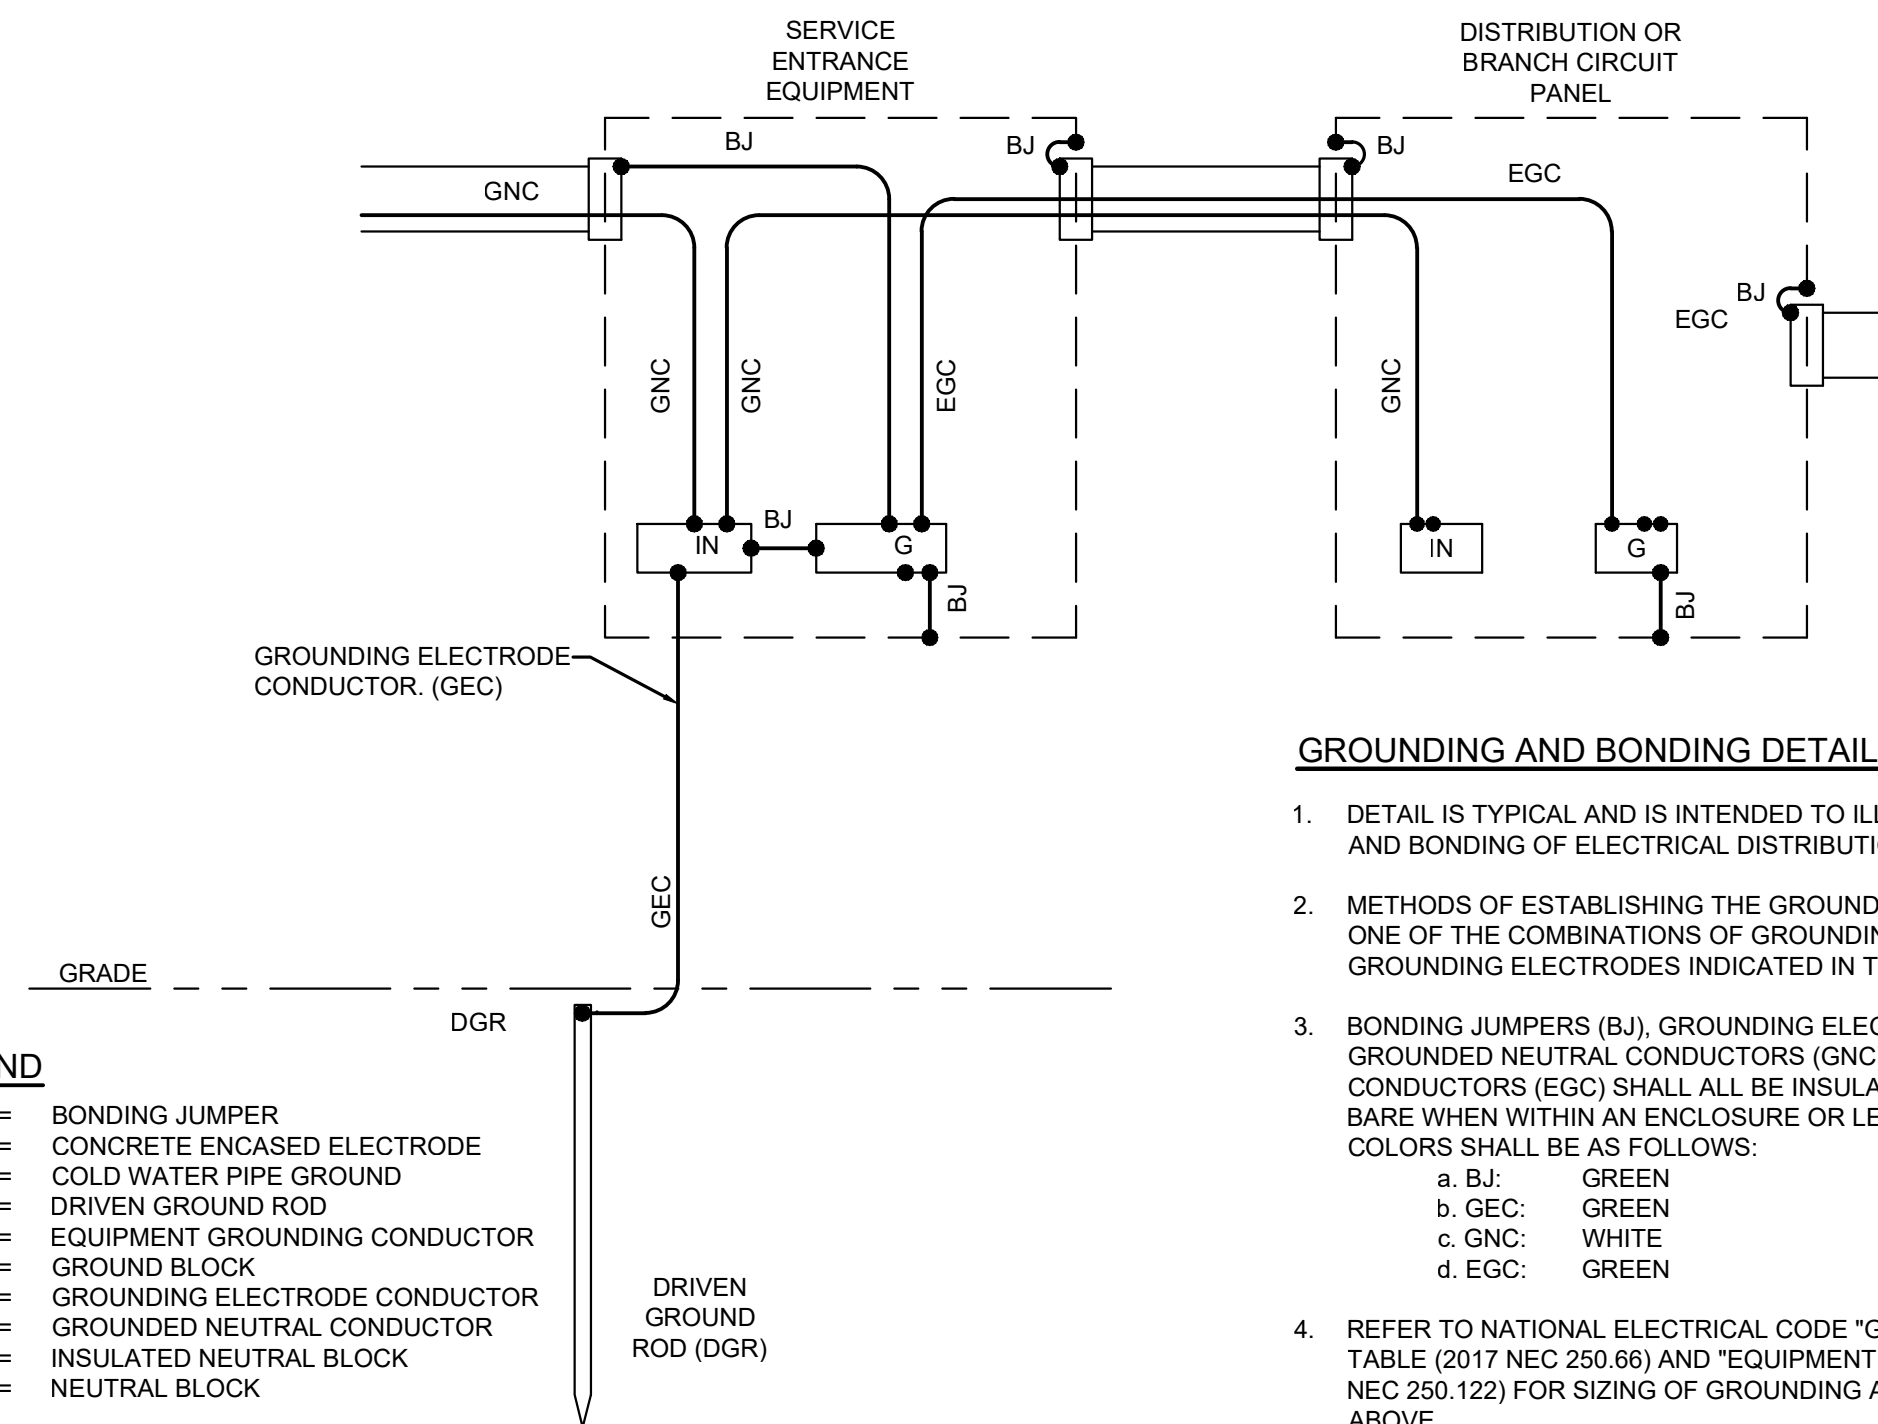 SERVICE
ENTRANCE
EQUIPMENT
DISTRIBUTION OR
BRANCH CIRCUIT
PANEL
BJ
BJ
BJ
GNC
EGC
BJ
EGC
GNC
GNC
EGC
GNC
IN
BJ
G
BJ
IN
G
BJ
GROUNDING ELECTRODE
CONDUCTOR. (GEC)
GEC
GRADE
DGR
DRIVEN
GROUND
ROD (DGR)
ND
= BONDING JUMPER
= CONCRETE ENCASED ELECTRODE
= COLD WATER PIPE GROUND
= DRIVEN GROUND ROD
= EQUIPMENT GROUNDING CONDUCTOR
= GROUND BLOCK
= GROUNDING ELECTRODE CONDUCTOR
= GROUNDED NEUTRAL CONDUCTOR
= INSULATED NEUTRAL BLOCK
= NEUTRAL BLOCK
GROUNDING AND BONDING DETAIL
1. DETAIL IS TYPICAL AND IS INTENDED TO ILL
AND BONDING OF ELECTRICAL DISTRIBUTI
2. METHODS OF ESTABLISHING THE GROUND
ONE OF THE COMBINATIONS OF GROUNDIN
GROUNDING ELECTRODES INDICATED IN T
3. BONDING JUMPERS (BJ), GROUNDING ELEC
GROUNDED NEUTRAL CONDUCTORS (GNC
CONDUCTORS (EGC) SHALL ALL BE INSULA
BARE WHEN WITHIN AN ENCLOSURE OR LE
COLORS SHALL BE AS FOLLOWS:
a. BJ: GREEN
b. GEC: GREEN
c. GNC: WHITE
d. EGC: GREEN
4. REFER TO NATIONAL ELECTRICAL CODE "G
TABLE (2017 NEC 250.66) AND "EQUIPMENT
NEC 250.122) FOR SIZING OF GROUNDING A
ABOVE